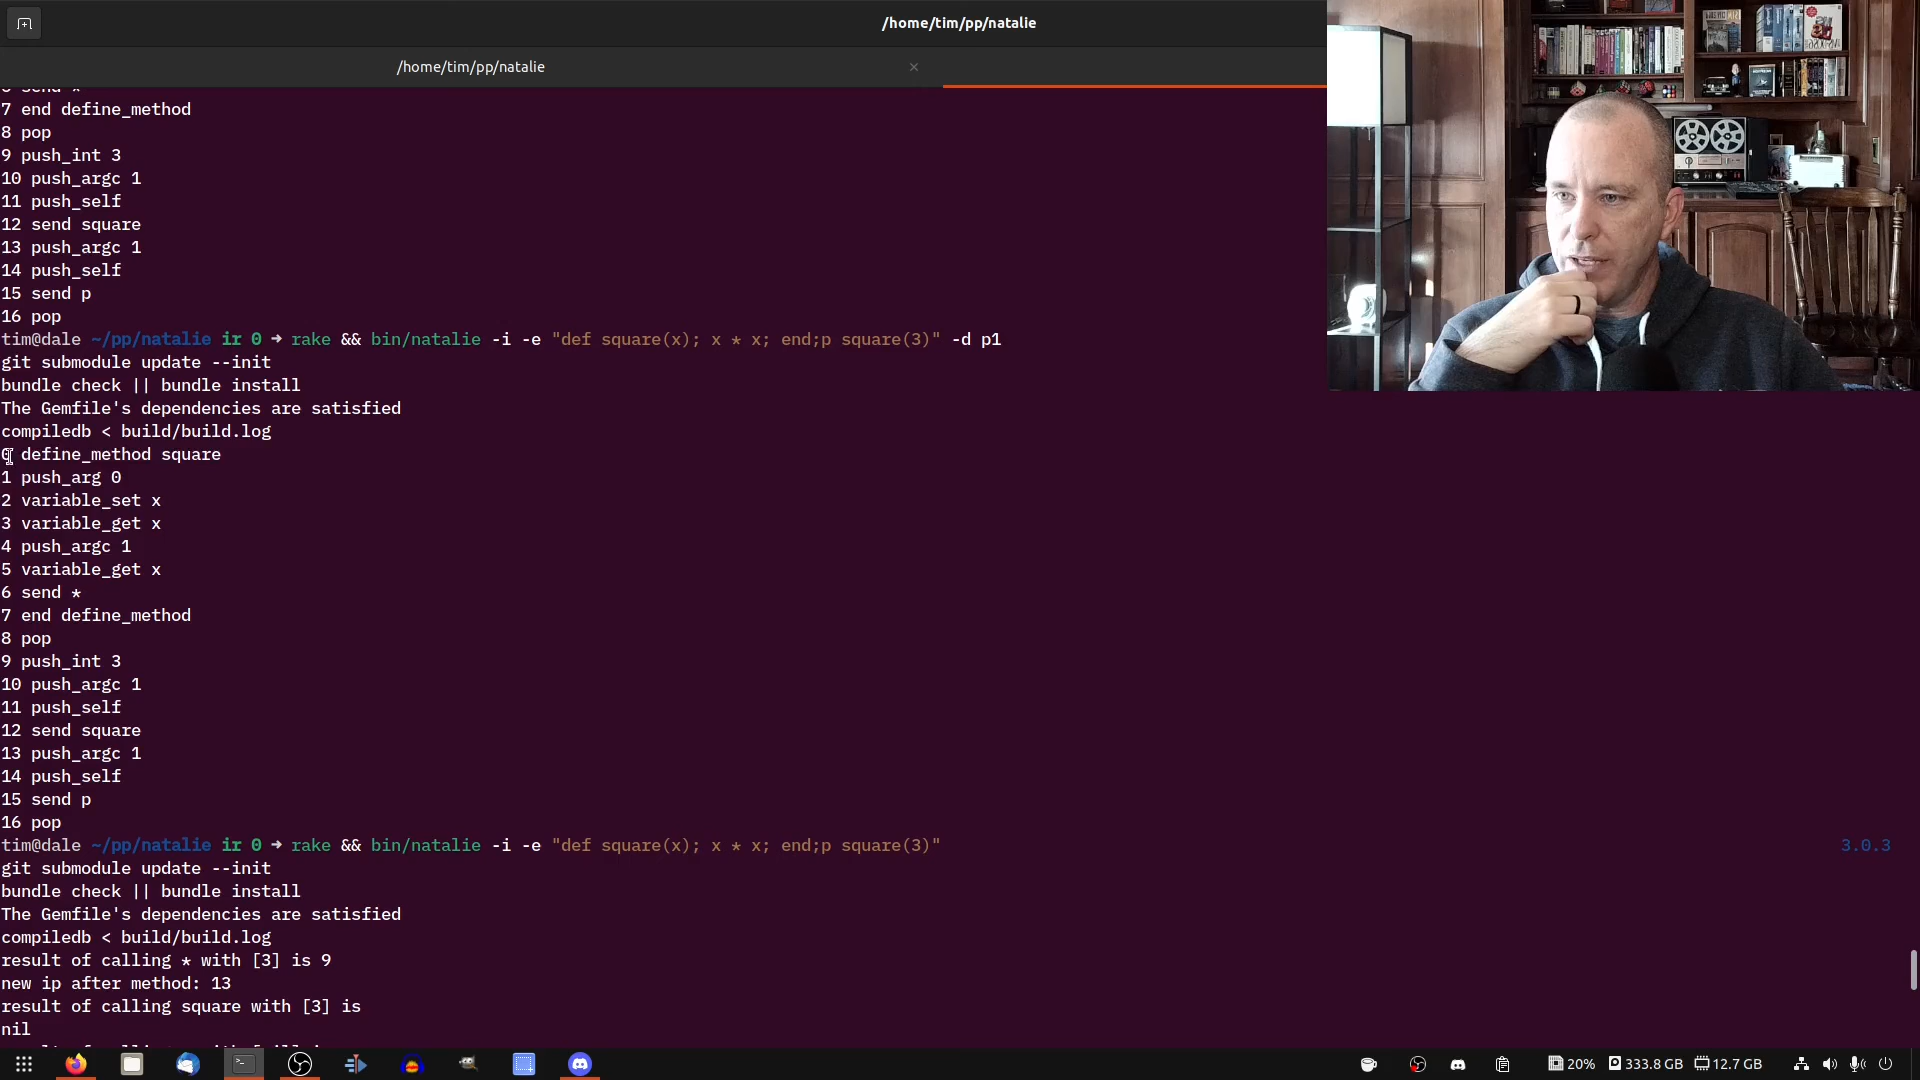 /home/tim/pp/natalie
/home/tim/pp/natalie
7 end define_method
8 pop
9 push_int 3
10 push_argc 1
11 push_self
12 send square
13 push_argc 1
14 push_self
15 send p
16 pop
tim@dale ~/pp/natalie ir 0 → rake && bin/natalie -i -e "def square(x); x * x; end;p square(3)" -d p1
git submodule update --init
bundle check || bundle install
The Gemfile's dependencies are satisfied
compiledb < build/build.log
0 define_method square
1 push_arg 0
2 variable_set x
3 variable_get x
4 push_argc 1
5 variable_get x
6 send *
7 end define_method
8 pop
9 push_int 3
10 push_argc 1
11 push_self
12 send square
13 push_argc 1
14 push_self
15 send p
16 pop
tim@dale ~/pp/natalie ir 0 → rake && bin/natalie -i -e "def square(x); x * x; end;p square(3)" 3.0.3
git submodule update --init
bundle check || bundle install
The Gemfile's dependencies are satisfied
compiledb < build/build.log
result of calling * with [3] is 9
new ip after method: 13
result of calling square with [3] is
nil
20% 333.8 GB 12.7 GB